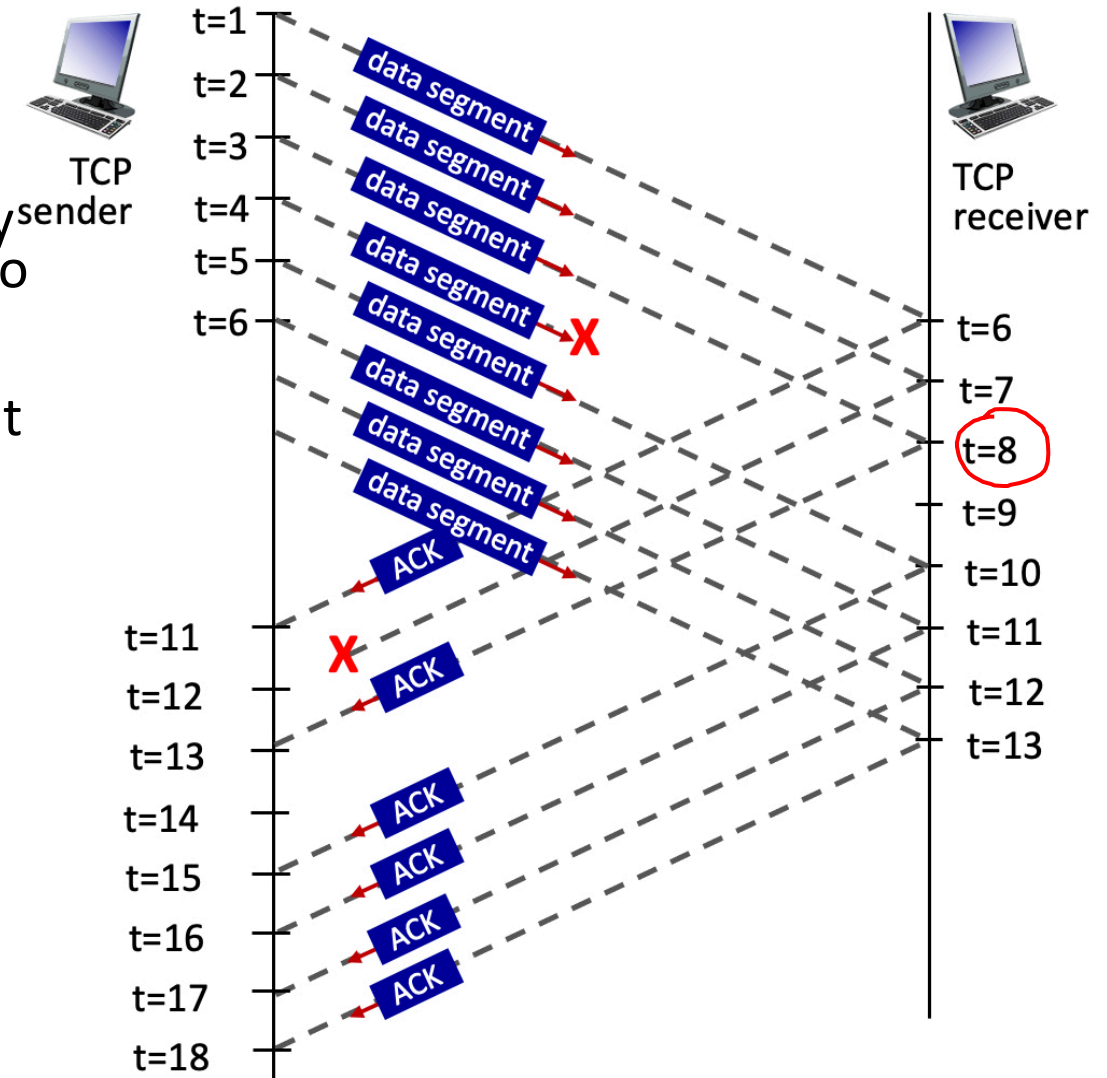 t=1
t=2
t=3
t=4
t=5
t=6
TCP
sender
y
o
t
data segment
data segment
data segment
data segment
X
data segment
data segment
data segment
data segment
ACK
X
ACK
ACK
ACK
ACK
ACK
t=11
t=12
t=13
t=14
t=15
t=16
t=17
t=18
TCP
receiver
t=6
t=7
t=8
t=9
t=10
t=11
t=12
t=13